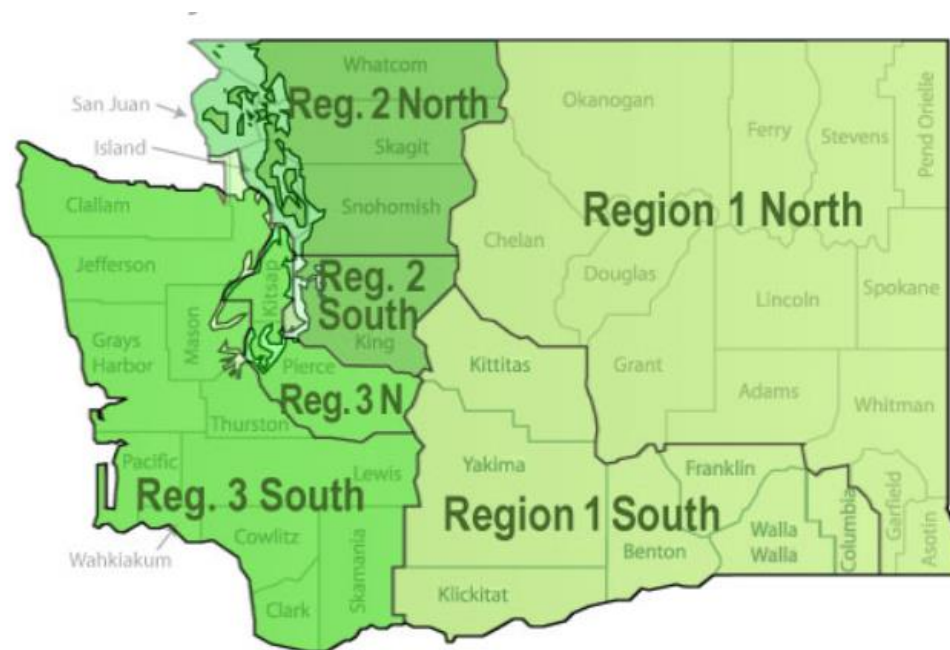 Whatcom
San Juan
Reg. 2 North
Okanogan
Ferry
Stevens
Pend Orielle
Island
Skagit
Clallam
Snohomish
Region 1 North
Chelan
Jefferson
Kitsap
Reg. 2
South
Douglas
Lincoln
Spokane
Mason
Grays
Harbor
King
Kittitas
Pierce
Grant
Adams
Reg. 3 N
Whitman
Thurston
Pacific
Lewis
Yakima
Franklin
Reg. 3 South
Region 1 South
Columbia
Garfield
Asotin
Cowlitz
Skamania
Benton
Walla
Walla
Wahkiakum
Clark
Klickitat